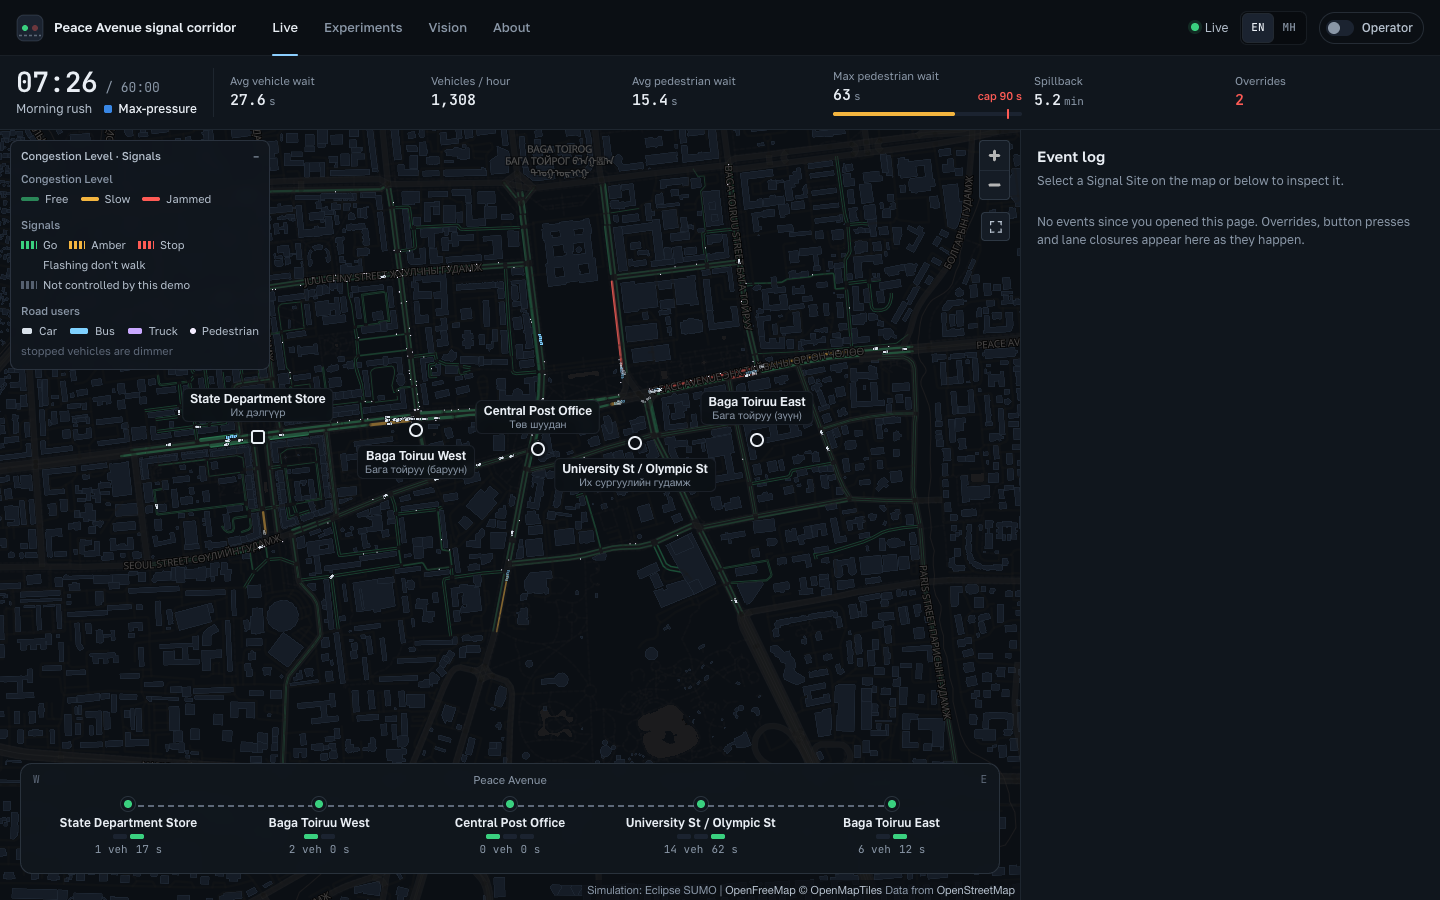 Peace Avenue signal corridor
Live
Experiments
Vision
About
Live
EN
МН
Operator
07:26 / 60:00
Morning rush
Max-pressure
Avg vehicle wait
27.6 s
Vehicles / hour
1,308
Avg pedestrian wait
15.4 s
Max pedestrian wait
63 s
cap 90 s
Spillback
5.2 min
Overrides
2
Congestion Level · Signals
–
Congestion Level
Free
Slow
Jammed
Signals
Go
Amber
Stop
Flashing don't walk
Not controlled by this demo
Road users
Car
Bus
Truck
Pedestrian
stopped vehicles are dimmer
BAGA TOIROG
БАГА ТОЙРОГ
PEACE AV
SEOUL STREET СӨҮЛИЙН ГУДАМЖ
PARIS STREET ПАРИСЫН ГУДАМЖ
State Department Store
Их дэлгүүр
Baga Toiruu West
Бага тойруу (баруун)
Central Post Office
Төв шуудан
University St / Olympic St
Их сургуулийн гудамж
Baga Toiruu East
Бага тойруу (зүүн)
+
−
Event log
Select a Signal Site on the map or below to inspect it.
No events since you opened this page. Overrides, button presses
and lane closures appear here as they happen.
W
Peace Avenue
E
State Department Store
1 veh 17 s
Baga Toiruu West
2 veh 0 s
Central Post Office
0 veh 0 s
University St / Olympic St
14 veh 62 s
Baga Toiruu East
6 veh 12 s
Simulation: Eclipse SUMO | OpenFreeMap © OpenMapTiles Data from OpenStreetMap